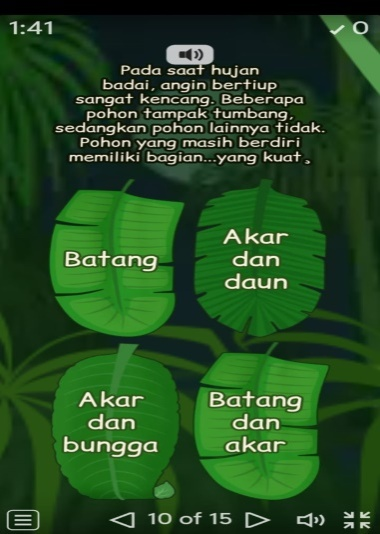 1:41
✓ 0
Pada saat hujan
badai, angin bertiup
sangat kencang. Beberapa
pohon tampak tumbang,
sedangkan pohon lainnya tidak.
Pohon yang masih berdiri
memiliki bagian...yang kuat.
Batang
Akar
dan
daun
Akar
dan
bungga
Batang
dan
akar
10 of 15